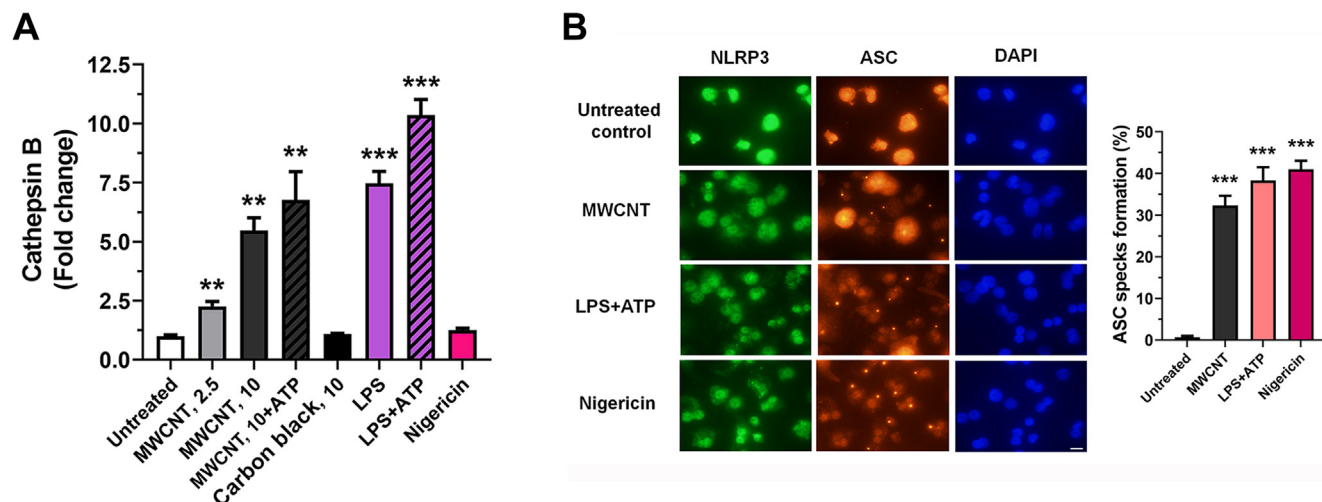 A
Cathepsin B
(Fold change)
12.5
10.0
7.5
5.0
2.5
0.0
**
**
**
***
***
Untreated
MWCNT, 2.5
MWCNT, 10
MWCNT, 10+ATP
Carbon black, 10
LPS
LPS+ATP
Nigericin
B
NLRP3 ASC DAPI
Untreated
control
MWCNT
LPS+ATP
Nigericin
ASC specks formation (%)
50
40
30
20
10
0
***
***
***
Untreated
MWCNT
LPS+ATP
Nigericin